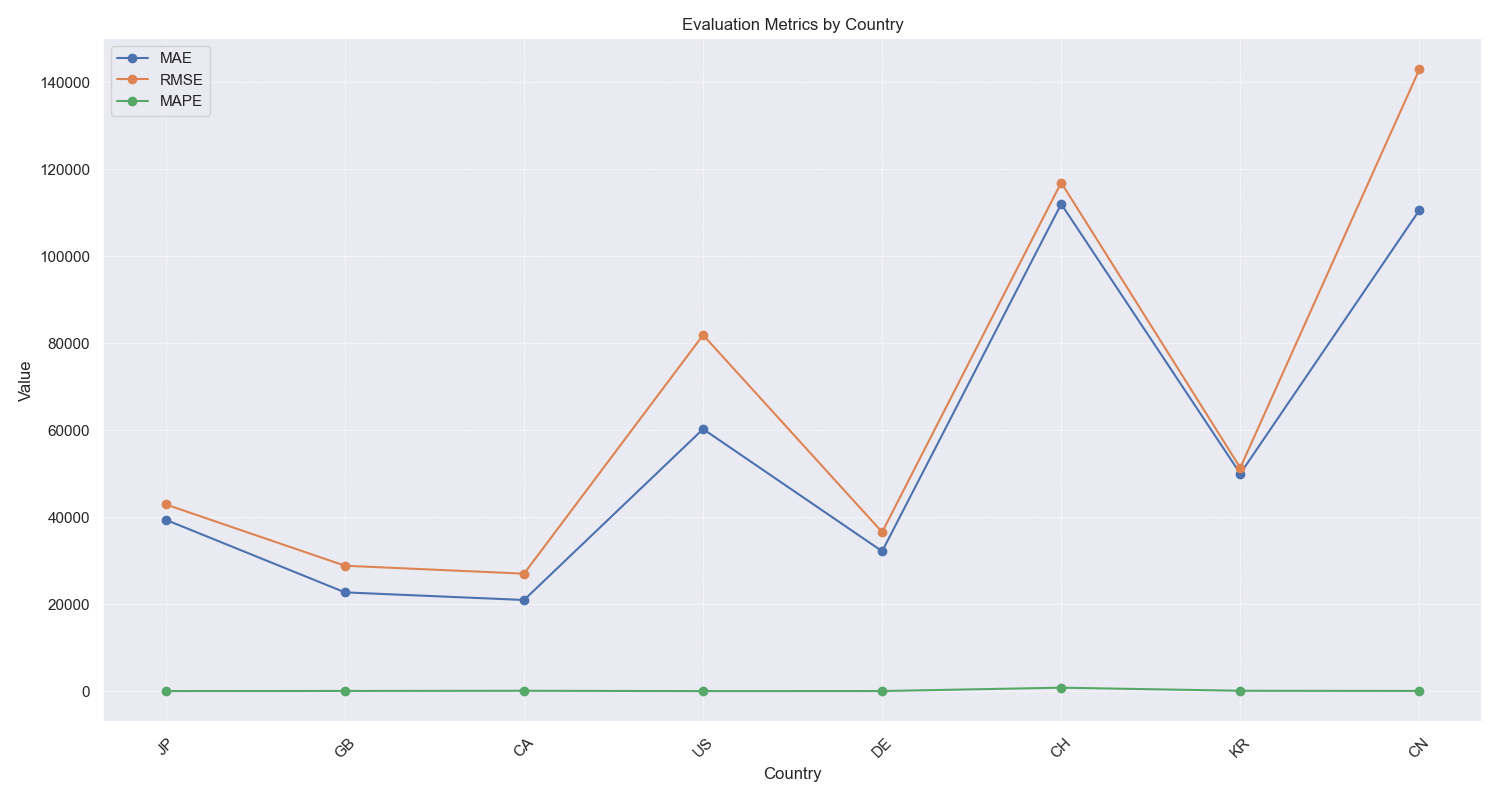 Evaluation Metrics by Country
MAE
RMSE
MAPE
140000
120000
100000
80000
60000
40000
20000
0
Value
JP
GB
CA
US
DE
CH
KR
CN
Country